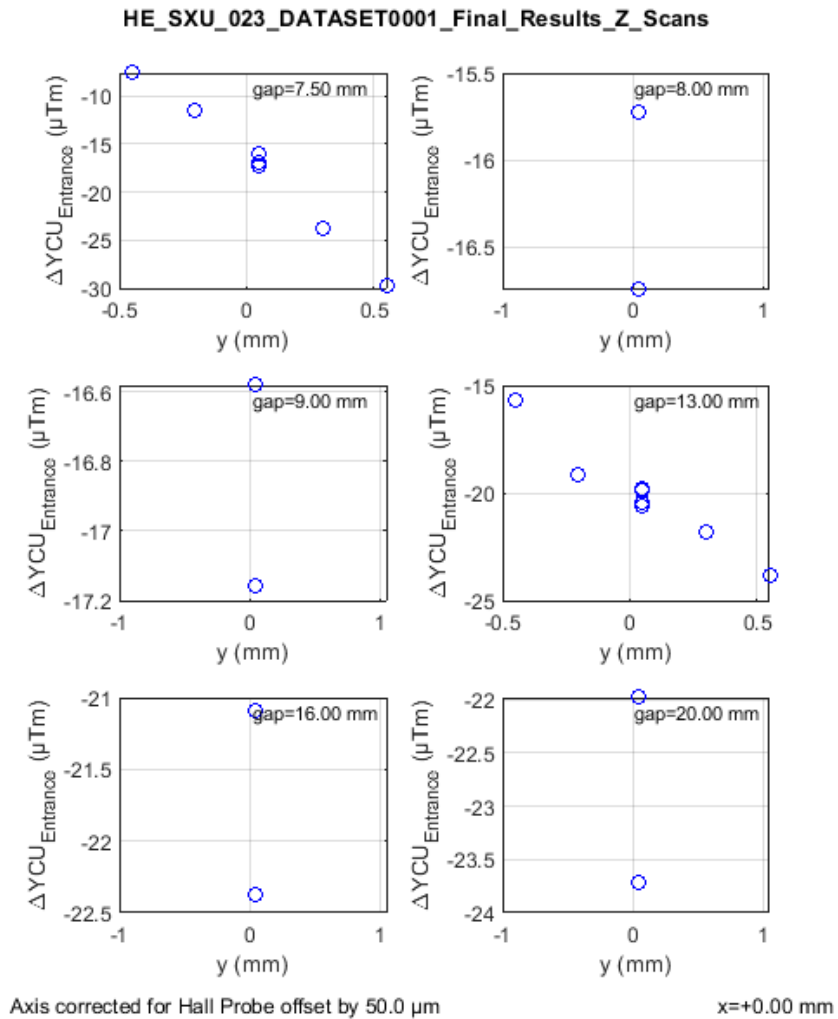 HE_SXU_023_DATASET0001_Final_Results_Z_Scans
gap=7.50 mm
-10
-15
-20
-25
-30
-0.5 0 0.5
y (mm)
ΔYCU_Entrance (µTm)
gap=8.00 mm
-15.5
-16
-16.5
-1 0 1
y (mm)
ΔYCU_Entrance (µTm)
gap=9.00 mm
-16.6
-16.8
-17
-17.2
-1 0 1
y (mm)
ΔYCU_Entrance (µTm)
gap=13.00 mm
-15
-20
-25
-0.5 0 0.5
y (mm)
ΔYCU_Entrance (µTm)
gap=16.00 mm
-21
-21.5
-22
-22.5
-1 0 1
y (mm)
ΔYCU_Entrance (µTm)
gap=20.00 mm
-22
-22.5
-23
-23.5
-24
-1 0 1
y (mm)
ΔYCU_Entrance (µTm)
Axis corrected for Hall Probe offset by 50.0 µm
x=+0.00 mm